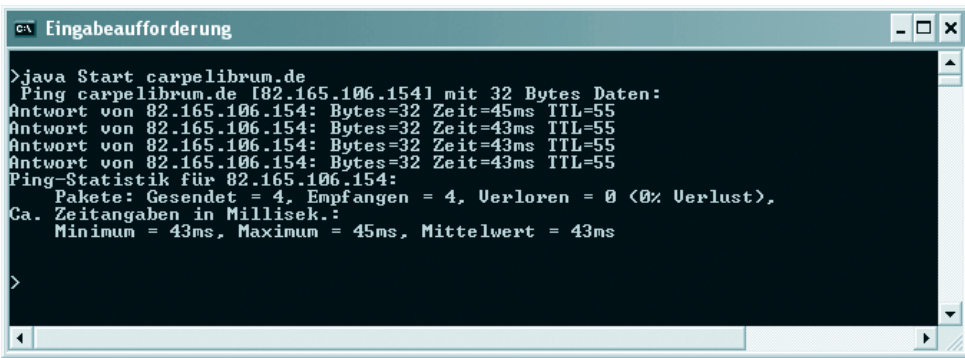 Eingabeaufforderung
>java Start carpelibrum.de
Ping carpelibrum.de [82.165.106.154] mit 32 Bytes Daten:
Antwort von 82.165.106.154: Bytes=32 Zeit=45ms TTL=55
Antwort von 82.165.106.154: Bytes=32 Zeit=43ms TTL=55
Antwort von 82.165.106.154: Bytes=32 Zeit=43ms TTL=55
Antwort von 82.165.106.154: Bytes=32 Zeit=43ms TTL=55
Ping-Statistik für 82.165.106.154:
Pakete: Gesendet = 4, Empfangen = 4, Verloren = 0 (0% Verlust),
Ca. Zeitangaben in Millisek.:
Minimum = 43ms, Maximum = 45ms, Mittelwert = 43ms
>